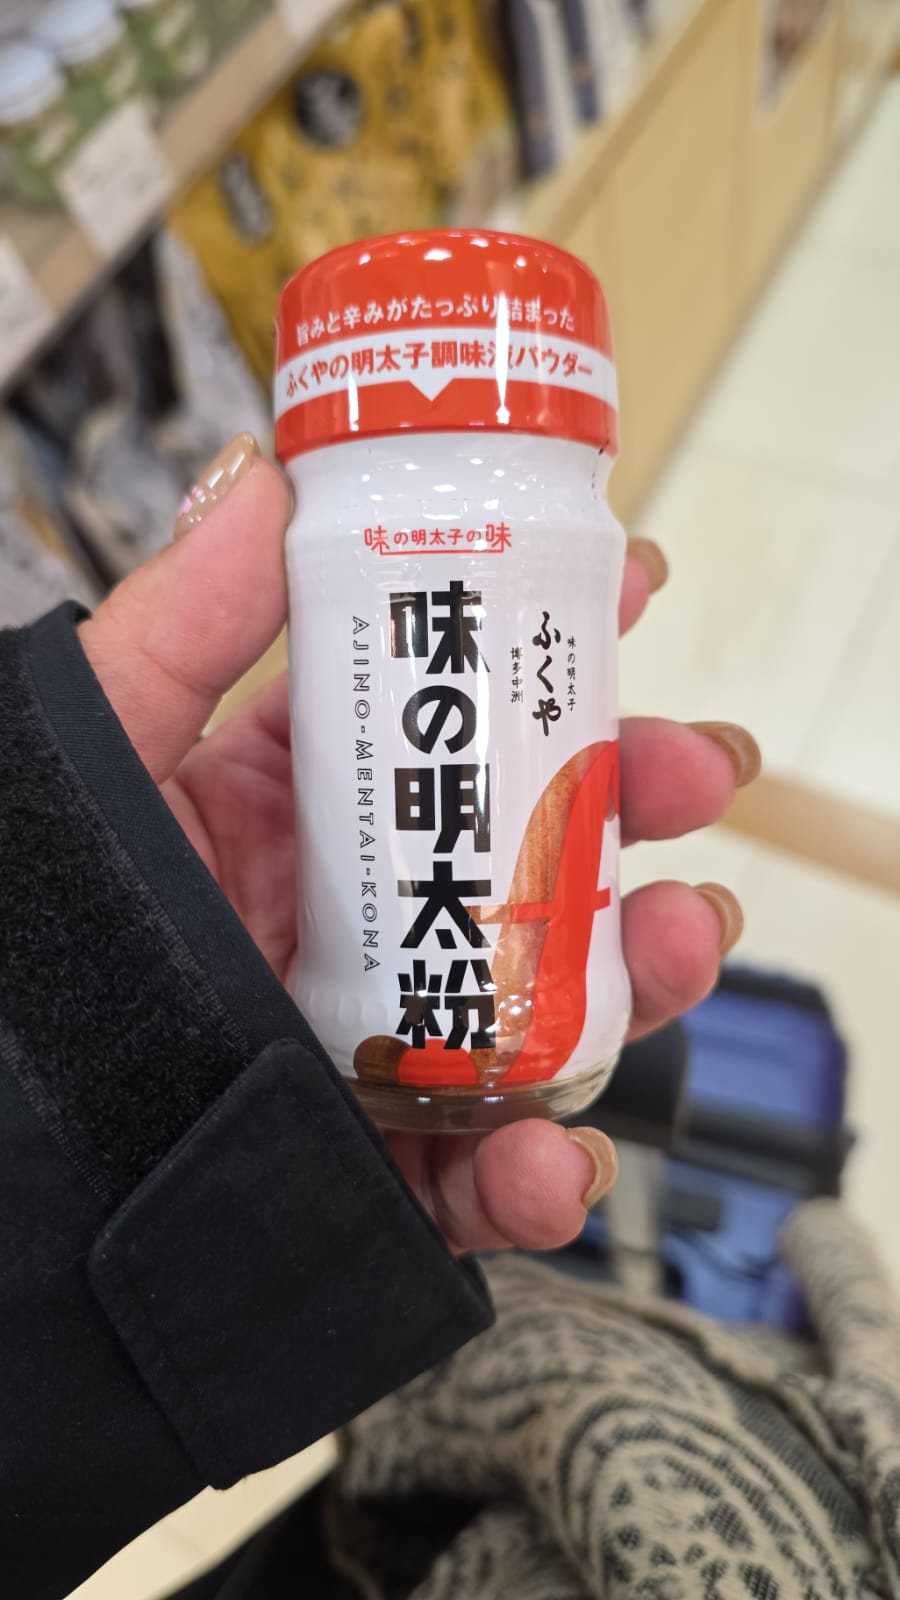 旨みと辛みがたっぷり詰まった
ふくやの明太子調味液パウダー
味の明太子の味
味の明太子
ふくや
博多中洲
味の明太粉
AJINO-MENTAI-KONA